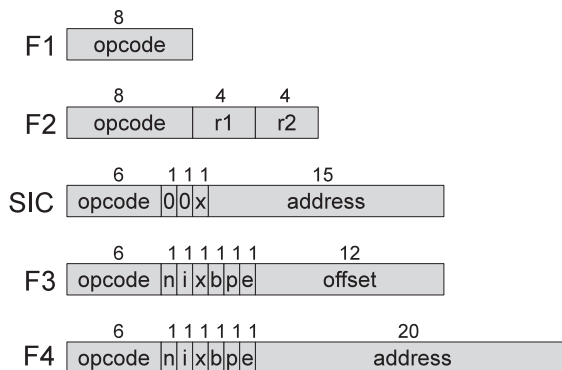 8
F1 opcode
8 4 4
F2 opcode r1 r2
6 1 1 1 15
SIC opcode 0 0 x address
6 1 1 1 1 1 1 12
F3 opcode n i x b p e offset
6 1 1 1 1 1 1 20
F4 opcode n i x b p e address